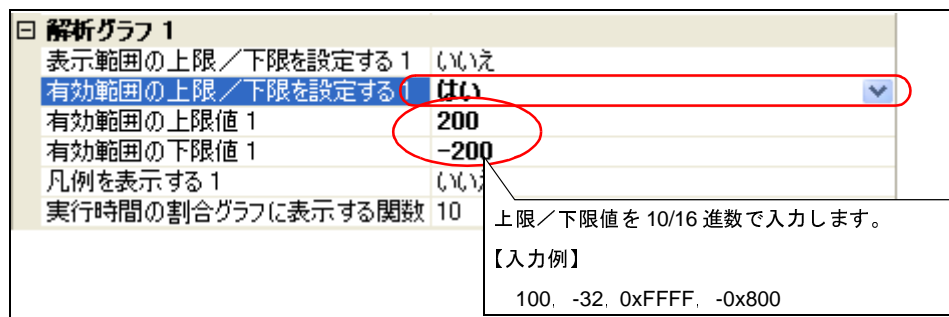 解析グラフ 1
表示範囲の上限／下限を設定する 1 いいえ
有効範囲の上限／下限を設定する 1 はい
有効範囲の上限値 1 200
有効範囲の下限値 1 -200
凡例を表示する 1 いいえ
実行時間の割合グラフに表示する関数 10
上限／下限値を 10/16 進数で入力します。
【入力例】
100, -32, 0xFFFF, -0x800